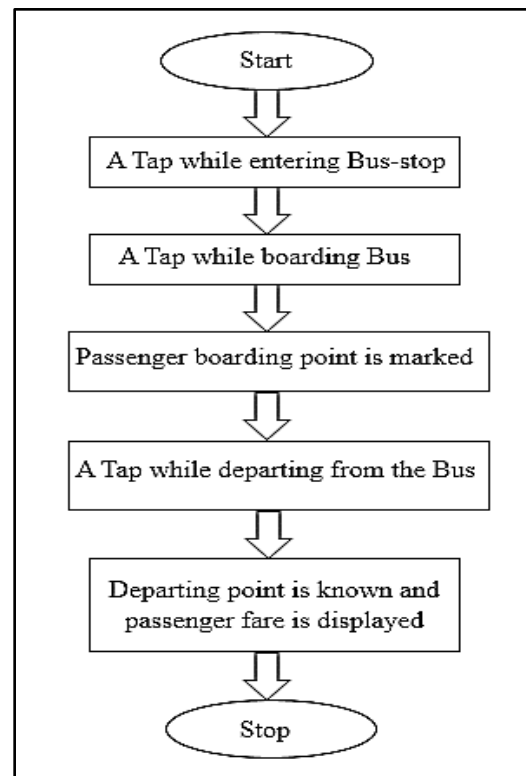 Start
A Tap while entering Bus-stop
A Tap while boarding Bus
Passenger boarding point is marked
A Tap while departing from the Bus
Departing point is known and
passenger fare is displayed
Stop